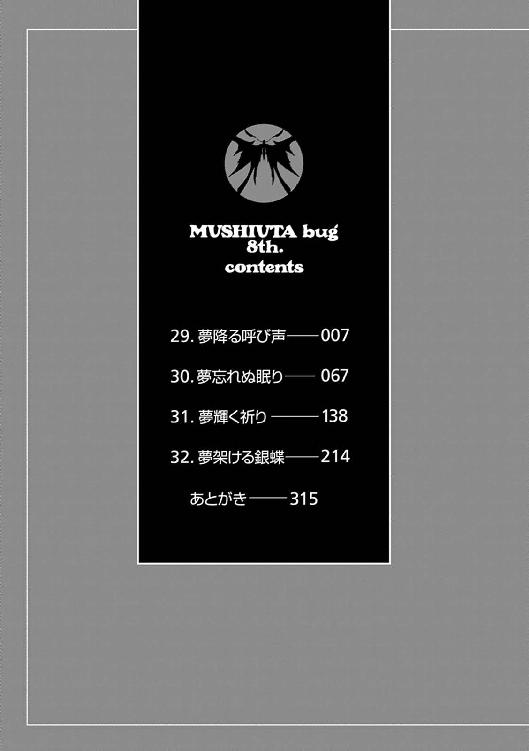 MUSHIUTA bug
8th.
contents
29. 夢降る呼び声――007
30. 夢忘れぬ眠り―― 067
31. 夢輝く祈り ――138
32. 夢架ける銀蝶――214
あとがき――315